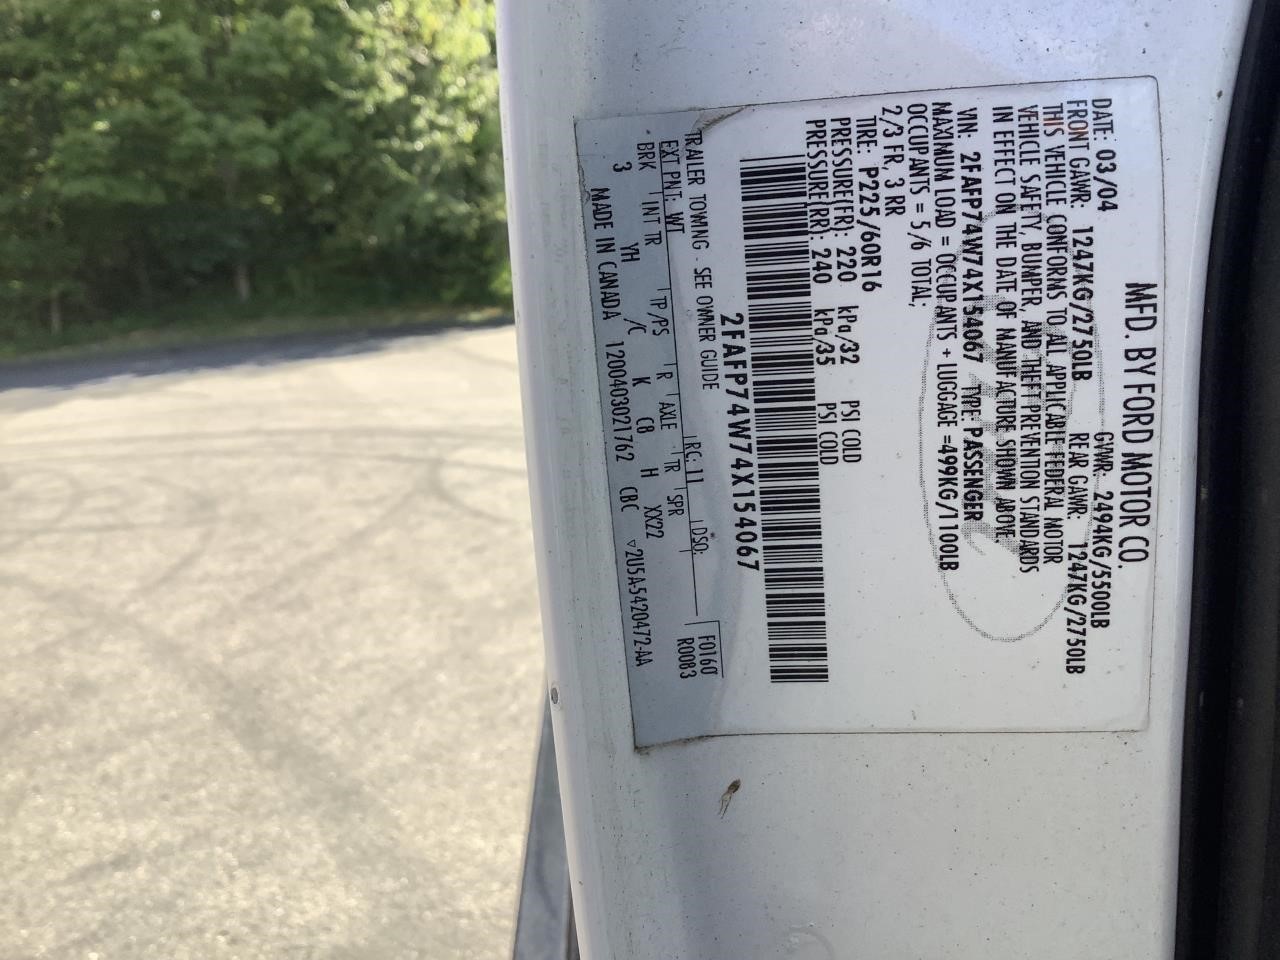 MFD. BY FORD MOTOR CO.
DATE: 03/04 GVWR: 2494KG/5500LB
FRONT GAWR: 1247KG/2750LB REAR GAWR: 1247KG/2750LB
THIS VEHICLE CONFORMS TO ALL APPLICABLE FEDERAL MOTOR
VEHICLE SAFETY, BUMPER, AND THEFT PREVENTION STANDARDS
IN EFFECT ON THE DATE OF MANUFACTURE SHOWN ABOVE.
VIN: 2FAFP74W74X154067 TYPE: PASSENGER
MAXIMUM LOAD = OCCUPANTS + LUGGAGE =499KG/1100LB
OCCUPANTS = 5/6 TOTAL;
2/3 FR, 3 RR
TIRE: P225/60R16
PRESSURE(FR): 220 kPa/32 PSI COLD
PRESSURE(RR): 240 kPa/35 PSI COLD
2FAFP74W74X154067
TRAILER TOWING - SEE OWNER GUIDE
F0160
R0083
EXT PNT: WT RC: 11 DSO:
BRK INT TR TP/PS R AXLE TR SPR
3 YH /C K C8 H XX22
MADE IN CANADA 1200403021762 CBC ▽2U5A-5420472-AA